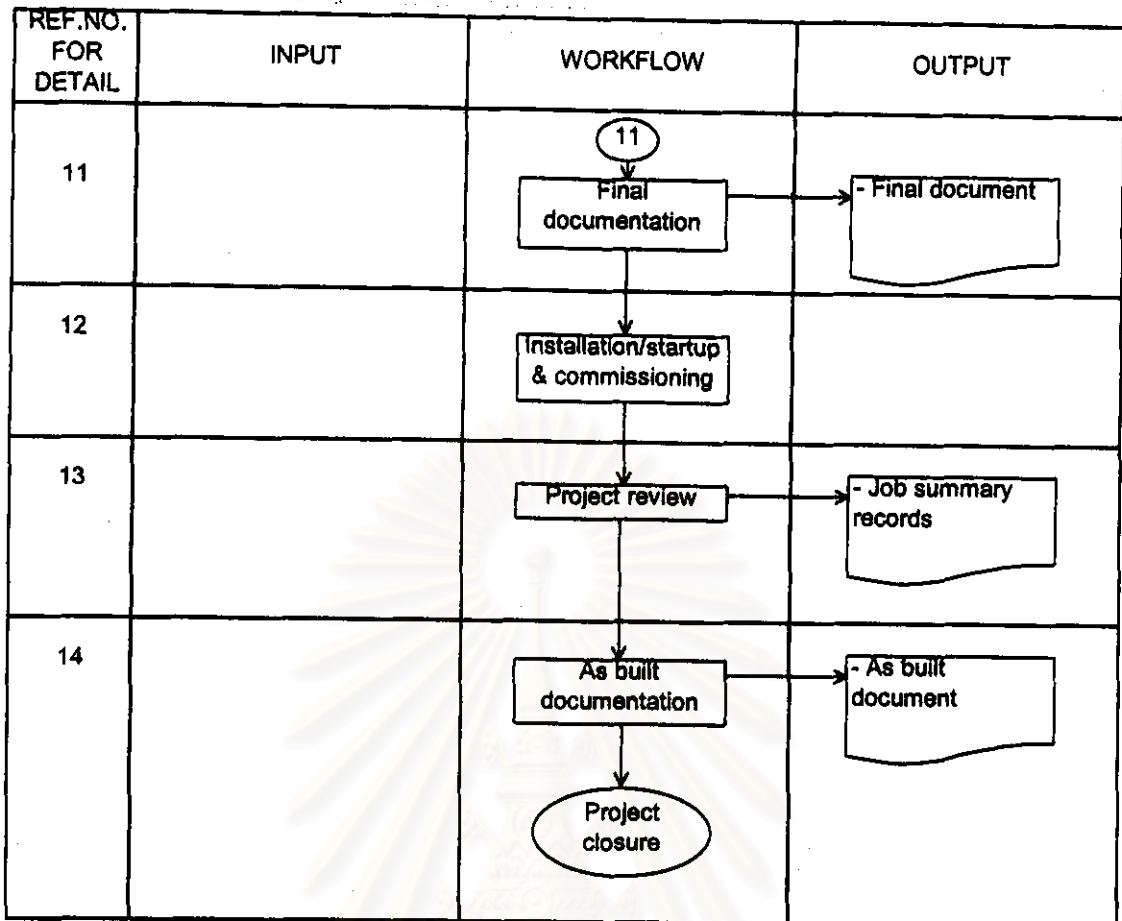 REF.NO.
FOR
DETAIL
INPUT
WORKFLOW
OUTPUT
11
11
Final
documentation
- Final document
12
Installation/startup
& commissioning
13
Project review
- Job summary
records
14
As built
documentation
- As built
document
Project
closure